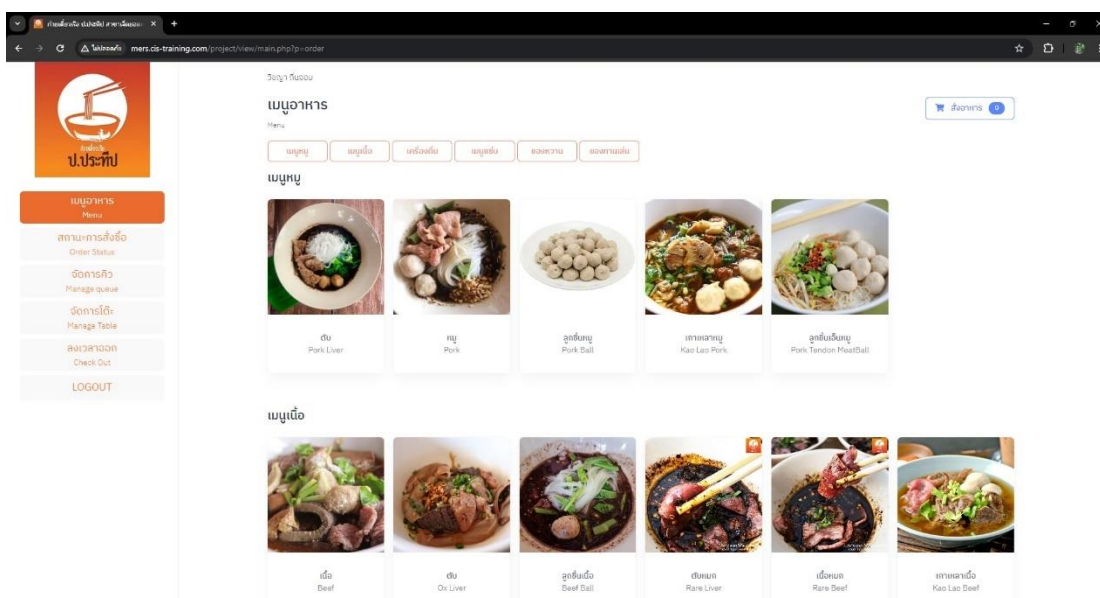 ไม่ปลอดภัย
mers.cis-training.com/project/view/main.php?p=order
ป.ประทีป
เมนูอาหาร
Menu
สถานะการสั่งซื้อ
Order Status
จัดการคิว
Manage queue
จัดการโต๊ะ
Manage Table
ลงเวลาออก
Check Out
LOGOUT
เมนูอาหาร
Menu
สั่งอาหาร 0
เมนูหมู
เมนูเนื้อ
เครื่องดื่ม
เมนูแซ่บ
ของหวาน
ของทานเล่น
เมนูหมู
ตับ
Pork Liver
หมู
Pork
ลูกชิ้นหมู
Pork Ball
เกาเหลาหมู
Kao Lao Pork
ลูกชิ้นเอ็นหมู
Pork Tendon MeatBall
เมนูเนื้อ
เนื้อ
Beef
ตับ
Ox Liver
ลูกชิ้นเนื้อ
Beef Ball
ตับหมก
Rare Liver
เนื้อหมก
Rare Beef
เกาเหลาเนื้อ
Kao Lao Beef